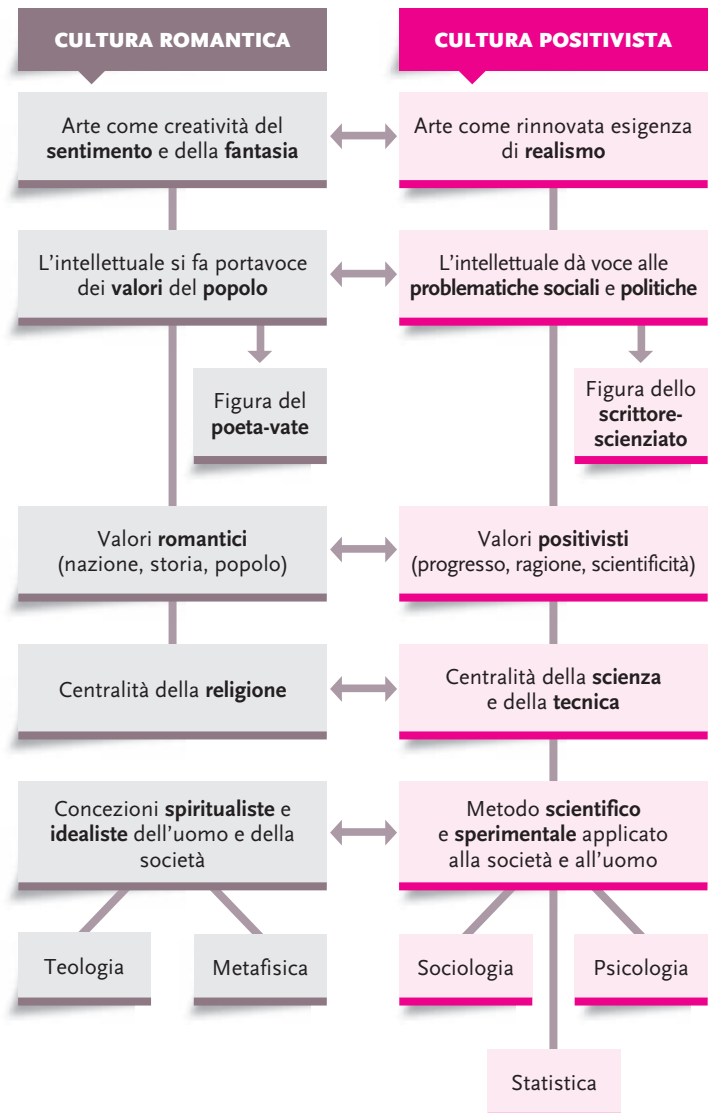 CULTURA ROMANTICA
CULTURA POSITIVISTA
Arte come creatività del
sentimento e della fantasia
Arte come rinnovata esigenza
di realismo
L'intellettuale si fa portavoce
dei valori del popolo
L'intellettuale dà voce alle
problematiche sociali e politiche
Figura del
poeta-vate
Figura dello
scrittore-
scienziato
Valori romantici
(nazione, storia, popolo)
Valori positivisti
(progresso, ragione, scientificità)
Centralità della religione
Centralità della scienza
e della tecnica
Concezioni spiritualiste e
idealiste dell'uomo e della
società
Metodo scientifico
e sperimentale applicato
alla società e all'uomo
Teologia
Metafisica
Sociologia
Psicologia
Statistica